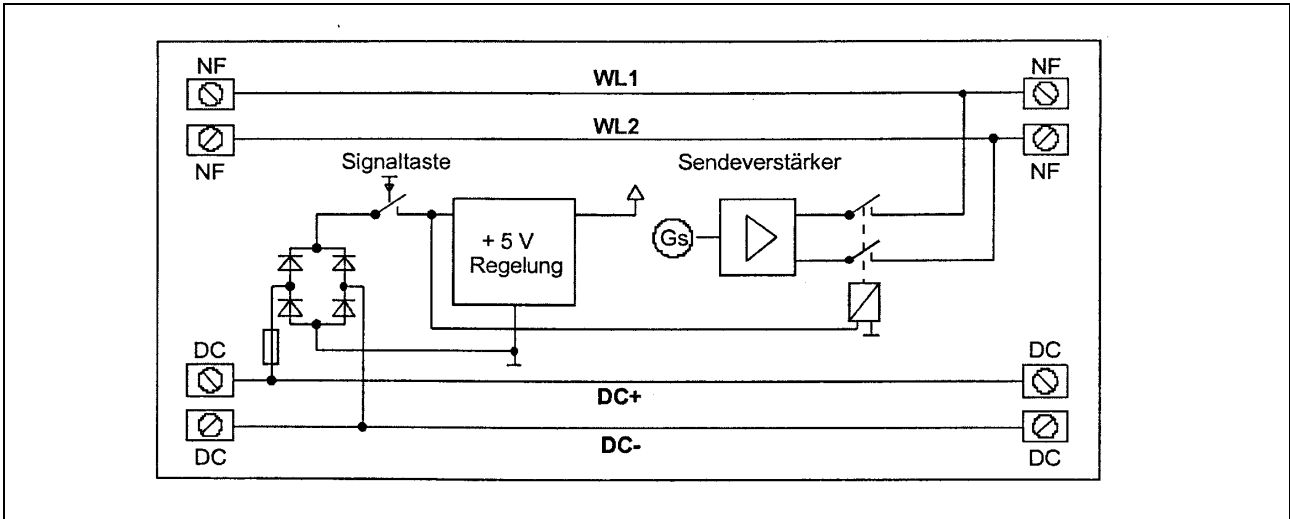 NF
NF
WL1
WL2
NF
NF
Signaltaste
Sendeverstärker
+ 5 V
Regelung
Gs
DC
DC
DC+
DC-
DC
DC